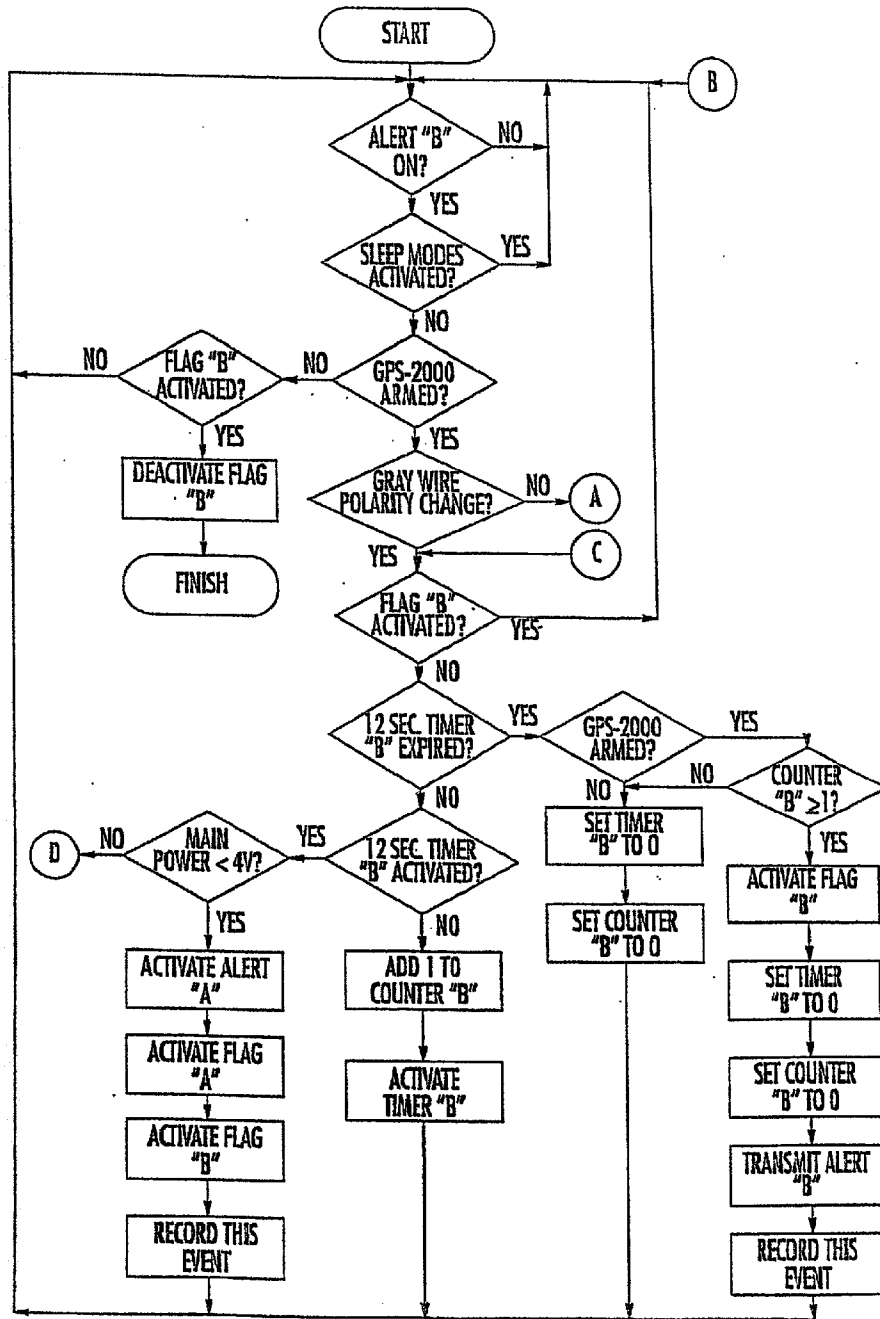 START
B
ALERT "B"
ON?
NO
YES
SLEEP MODES
ACTIVATED?
YES
NO
GPS-2000
ARMED?
NO
FLAG "B"
ACTIVATED?
NO
YES
DEACTIVATE FLAG
"B"
FINISH
YES
GRAY WIRE
POLARITY CHANGE?
NO
A
YES
C
FLAG "B"
ACTIVATED?
YES
NO
12 SEC. TIMER
"B" EXPIRED?
YES
GPS-2000
ARMED?
YES
NO
COUNTER
"B" ≥1?
NO
YES
NO
12 SEC. TIMER
"B" ACTIVATED?
YES
MAIN
POWER < 4V?
NO
D
YES
ACTIVATE ALERT
"A"
ACTIVATE FLAG
"A"
ACTIVATE FLAG
"B"
RECORD THIS
EVENT
NO
ADD 1 TO
COUNTER "B"
ACTIVATE
TIMER "B"
SET TIMER
"B" TO 0
SET COUNTER
"B" TO 0
ACTIVATE FLAG
"B"
SET TIMER
"B" TO 0
SET COUNTER
"B" TO 0
TRANSMIT ALERT
"B"
RECORD THIS
EVENT